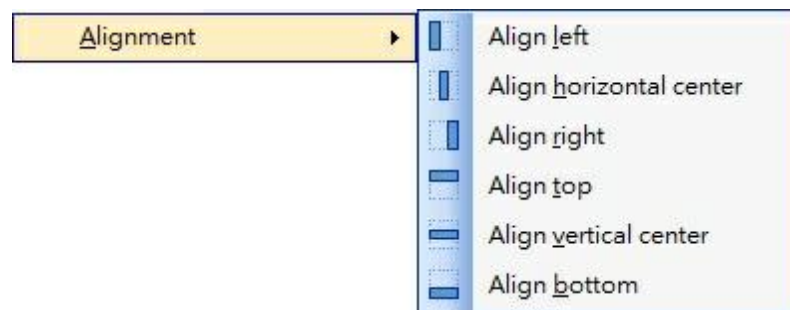 Alignment
Align left
Align horizontal center
Align right
Align top
Align vertical center
Align bottom